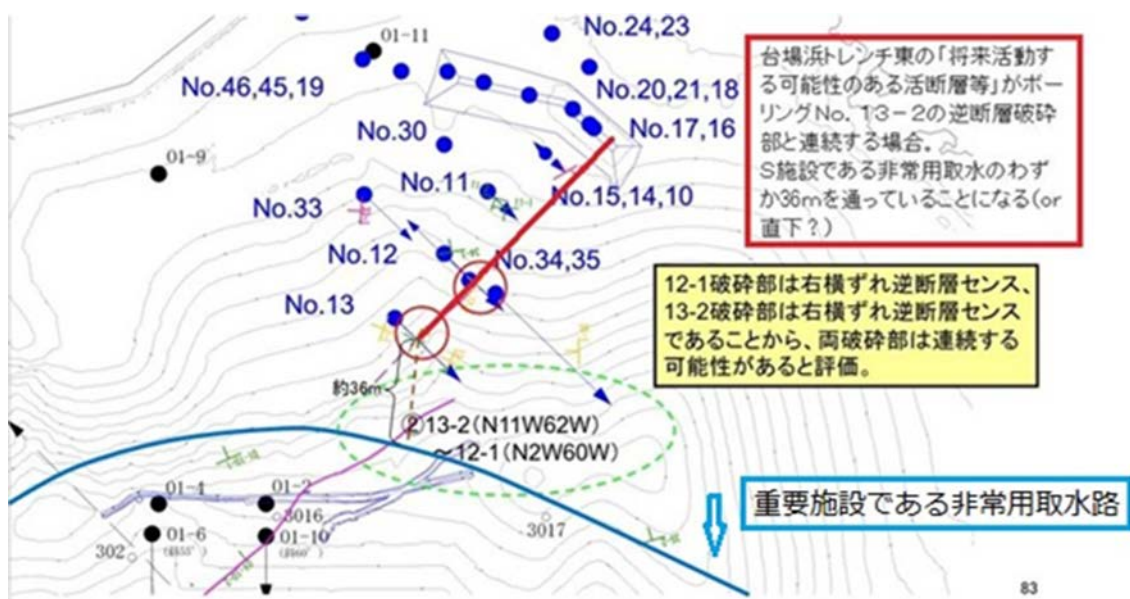 01-11
No.24,23
No.46,45,19
No.20,21,18
No.30
No.17,16
01-9
No.11
No.15,14,10
No.33
No.12
No.34,35
No.13
台場浜トレンチ東の「将来活動す
る可能性のある活断層等」がボー
リングNo. 13-2の逆断層破砕
部と連続する場合。
S施設である非常用取水のわず
か36mを通っていることになる(or
直下?)
12-1破砕部は右横ずれ逆断層センス、
13-2破砕部は右横ずれ逆断層センス
であることから、両破砕部は連続する
可能性があると評価。
約36m
②13-2(N11W62W)
~12-1(N2W60W)
01-4
01-2
3016
01-6
01-10
302
3017
重要施設である非常用取水路
83